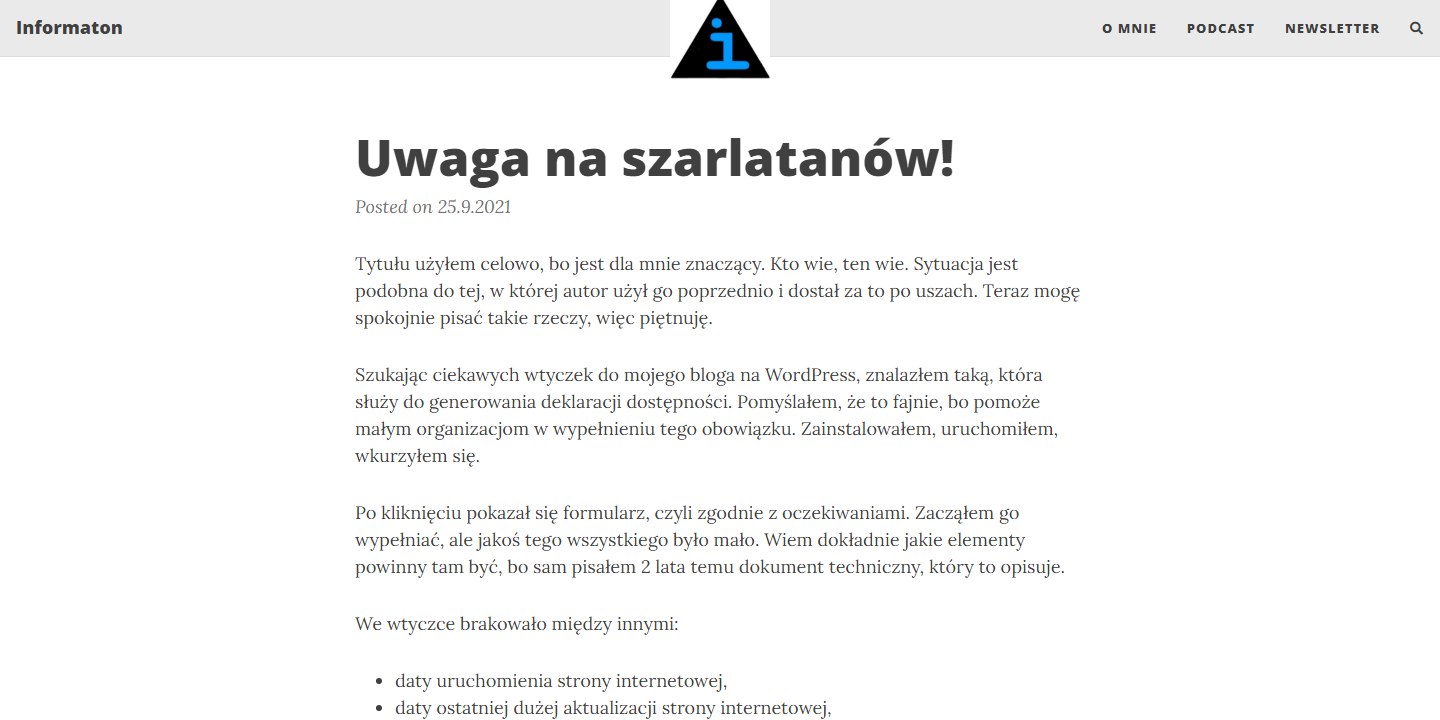 Informaton
i
O MNIE
PODCAST
NEWSLETTER
Uwaga na szarlatanów!
Posted on 25.9.2021
Tytułu użyłem celowo, bo jest dla mnie znaczący. Kto wie, ten wie. Sytuacja jest
podobna do tej, w której autor użył go poprzednio i dostał za to po uszach. Teraz mogę
spokojnie pisać takie rzeczy, więc piętnuję.
Szukając ciekawych wtyczek do mojego bloga na WordPress, znalazłem taką, która
służy do generowania deklaracji dostępności. Pomyślałem, że to fajnie, bo pomoże
małym organizacjom w wypełnieniu tego obowiązku. Zainstalowałem, uruchomiłem,
wkurzyłem się.
Po kliknięciu pokazał się formularz, czyli zgodnie z oczekiwaniami. Zacząłem go
wypełniać, ale jakoś tego wszystkiego było mało. Wiem dokładnie jakie elementy
powinny tam być, bo sam pisałem 2 lata temu dokument techniczny, który to opisuje.
We wtyczce brakowało między innymi:
• daty uruchomienia strony internetowej,
• daty ostatniej dużej aktualizacji strony internetowej,